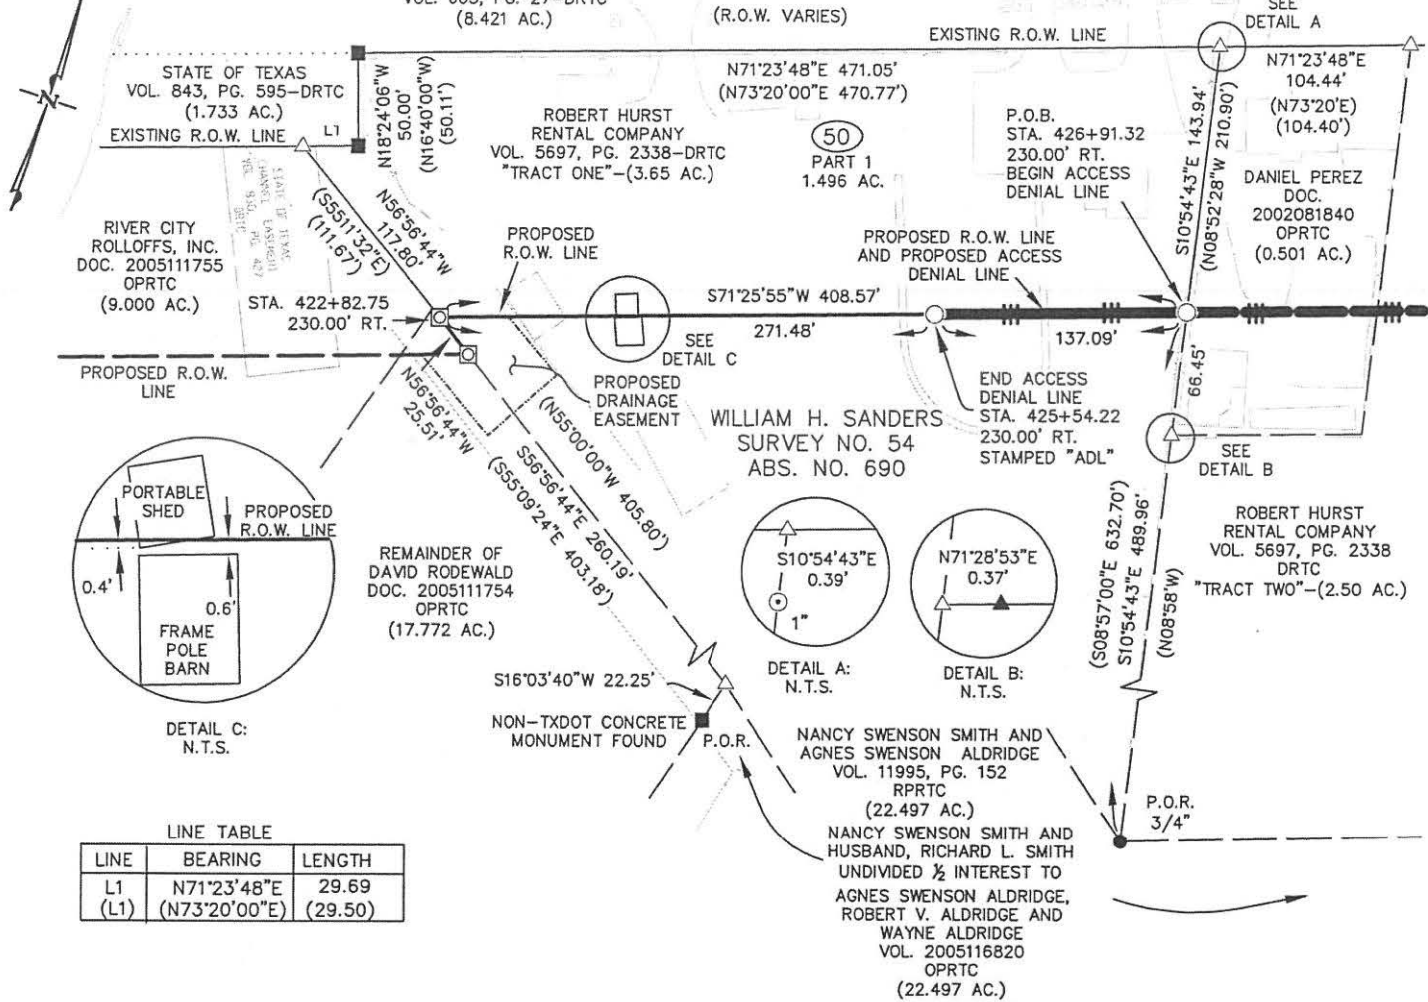 VOL. 603, PG. 27-DRTC
(8.421 AC.)
(R.O.W. VARIES)
EXISTING R.O.W. LINE
SEE
DETAIL A
N
STATE OF TEXAS
VOL. 843, PG. 595-DRTC
(1.733 AC.)
EXISTING R.O.W. LINE
L1
N18°24'06"W
50.00'
(N16°40'00"W)
(50.11')
N71°23'48"E 471.05'
(N73°20'00"E 470.77')
ROBERT HURST
RENTAL COMPANY
VOL. 5697, PG. 2338-DRTC
"TRACT ONE"-(3.65 AC.)
50
PART 1
1.496 AC.
P.O.B.
STA. 426+91.32
230.00' RT.
BEGIN ACCESS
DENIAL LINE
S10°54'43"E 143.94'
(N08°52'28"W 210.90')
N71°23'48"E
104.44'
(N73°20'E)
(104.40')
DANIEL PEREZ
DOC.
2002081840
OPRTC
(0.501 AC.)
STATE OF TEXAS
CHANNEL EASEMENT
VOL. 830, PG. 427
DRTC
RIVER CITY
ROLLOFFS, INC.
DOC. 2005111755
OPRTC
(9.000 AC.)
(S5511'32"E)
(111.67')
N56°56'44"W
117.80'
STA. 422+82.75
230.00' RT.
PROPOSED
R.O.W. LINE
PROPOSED R.O.W. LINE
AND PROPOSED ACCESS
DENIAL LINE
S71°25'55"W 408.57'
271.48'
137.09'
SEE
DETAIL C
PROPOSED R.O.W.
LINE
N56°56'44"W
25.51'
PROPOSED
DRAINAGE
EASEMENT
(N55°00'00"W 405.80')
S56°56'44"E 260.19'
(S55°09'24"E 403.18')
WILLIAM H. SANDERS
SURVEY NO. 54
ABS. NO. 690
END ACCESS
DENIAL LINE
STA. 425+54.22
230.00' RT.
STAMPED "ADL"
66.45'
SEE
DETAIL B
PORTABLE
SHED
PROPOSED
R.O.W. LINE
0.4'
0.6'
FRAME
POLE
BARN
DETAIL C:
N.T.S.
REMAINDER OF
DAVID RODEWALD
DOC. 2005111754
OPRTC
(17.772 AC.)
S10°54'43"E
0.39'
1"
DETAIL A:
N.T.S.
N71°28'53"E
0.37'
DETAIL B:
N.T.S.
(S08°57'00"E 632.70')
S10°54'43"E 489.96'
(N08°58'W)
ROBERT HURST
RENTAL COMPANY
VOL. 5697, PG. 2338
DRTC
"TRACT TWO"-(2.50 AC.)
S16°03'40"W 22.25'
NON-TXDOT CONCRETE
MONUMENT FOUND
P.O.R.
NANCY SWENSON SMITH AND
AGNES SWENSON ALDRIDGE
VOL. 11995, PG. 152
RPRTC
(22.497 AC.)
NANCY SWENSON SMITH AND
HUSBAND, RICHARD L. SMITH
UNDIVIDED ½ INTEREST TO
AGNES SWENSON ALDRIDGE,
ROBERT V. ALDRIDGE AND
WAYNE ALDRIDGE
VOL. 2005116820
OPRTC
(22.497 AC.)
P.O.R.
3/4"
LINE TABLE
LINE BEARING LENGTH
L1 N71°23'48"E 29.69
(L1) (N73°20'00"E) (29.50)